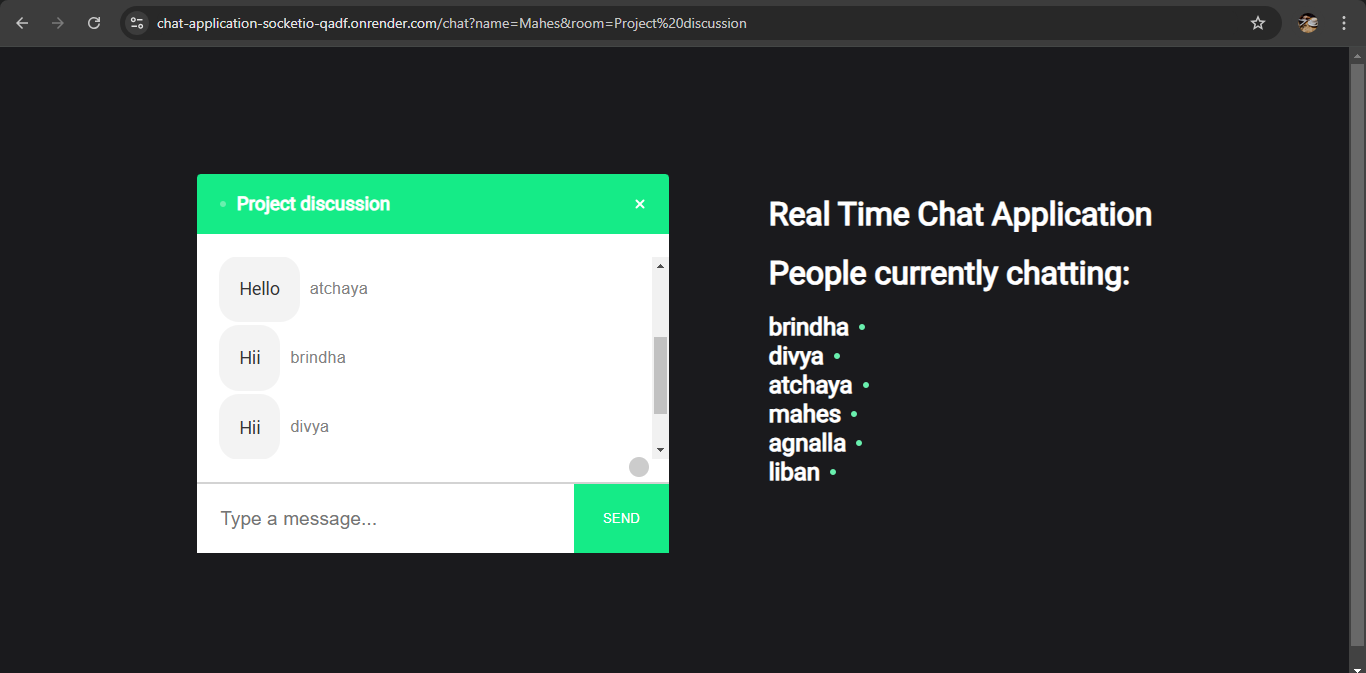 chat-application-socketio-qadf.onrender.com/chat?name=Mahes&room=Project%20discussion
Project discussion
Hello atchaya
Hii brindha
Hii divya
Type a message...
SEND
Real Time Chat Application
People currently chatting:
brindha
divya
atchaya
mahes
agnalla
liban